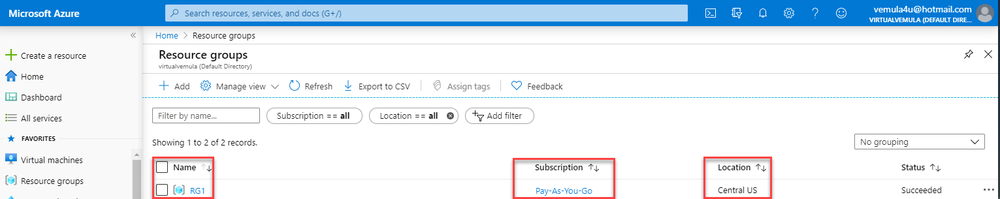 Microsoft Azure
Search resources, services, and docs (G+/)
vemula4u@hotmail.com
VIRTUALVEMULA (DEFAULT DIRE...
Home > Resource groups
Create a resource
Home
Dashboard
All services
FAVORITES
Virtual machines
Resource groups
Resource groups
virtualvemula (Default Directory)
Add Manage view Refresh Export to CSV Assign tags Feedback
Filter by name... Subscription == all Location == all Add filter
Showing 1 to 2 of 2 records. No grouping
Name Subscription Location Status
RG1 Pay-As-You-Go Central US Succeeded